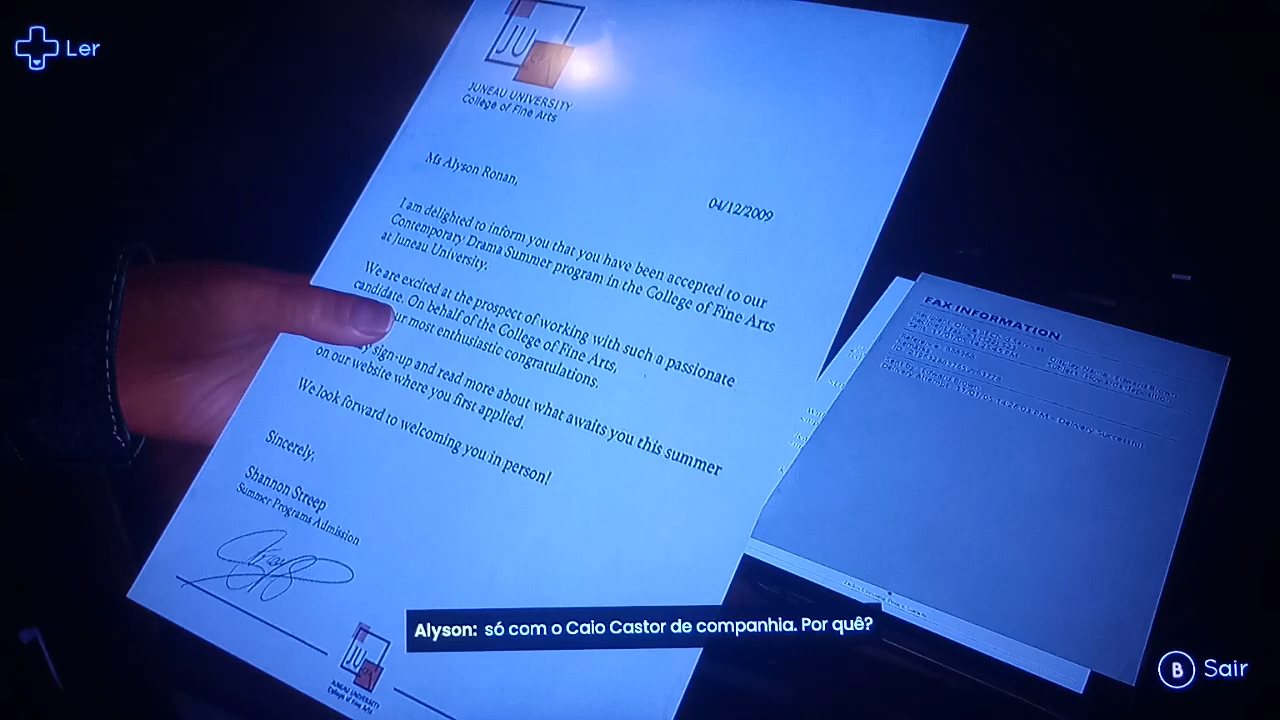 Ler
JUNEAU UNIVERSITY
College of Fine Arts
Ms Alyson Ronan,
04/12/2009
I am delighted to inform you that you have been accepted to our
Contemporary Drama Summer program in the College of Fine Arts
at Juneau University.
We are excited at the prospect of working with such a passionate
candidate. On behalf of the College of Fine Arts,
our most enthusiastic congratulations.
sign-up and read more about what awaits you this summer
on our website where you first applied.
We look forward to welcoming you in person!
Sincerely,
Shannon Streep
Summer Programs Admission
JUNEAU UNIVERSITY
College of Fine Arts
FAX INFORMATION
Alyson: só com o Caio Castor de companhia. Por quê?
B Sair